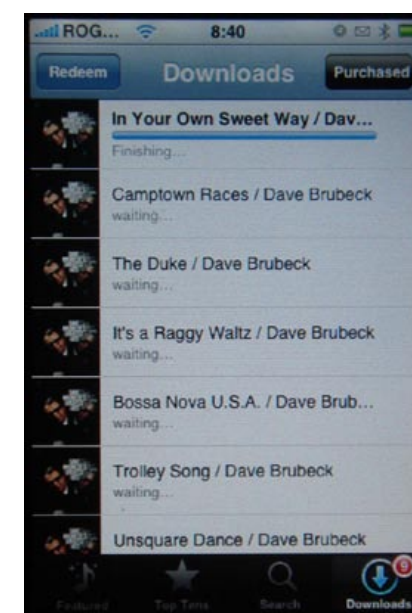 ROG... 8:40
Redeem Downloads Purchased
In Your Own Sweet Way / Dav...
Finishing...
Camptown Races / Dave Brubeck
waiting...
The Duke / Dave Brubeck
waiting...
It's a Raggy Waltz / Dave Brubeck
waiting...
Bossa Nova U.S.A. / Dave Brub...
waiting...
Trolley Song / Dave Brubeck
waiting...
Unsquare Dance / Dave Brubeck
9
Featured Top Tens Search Downloads